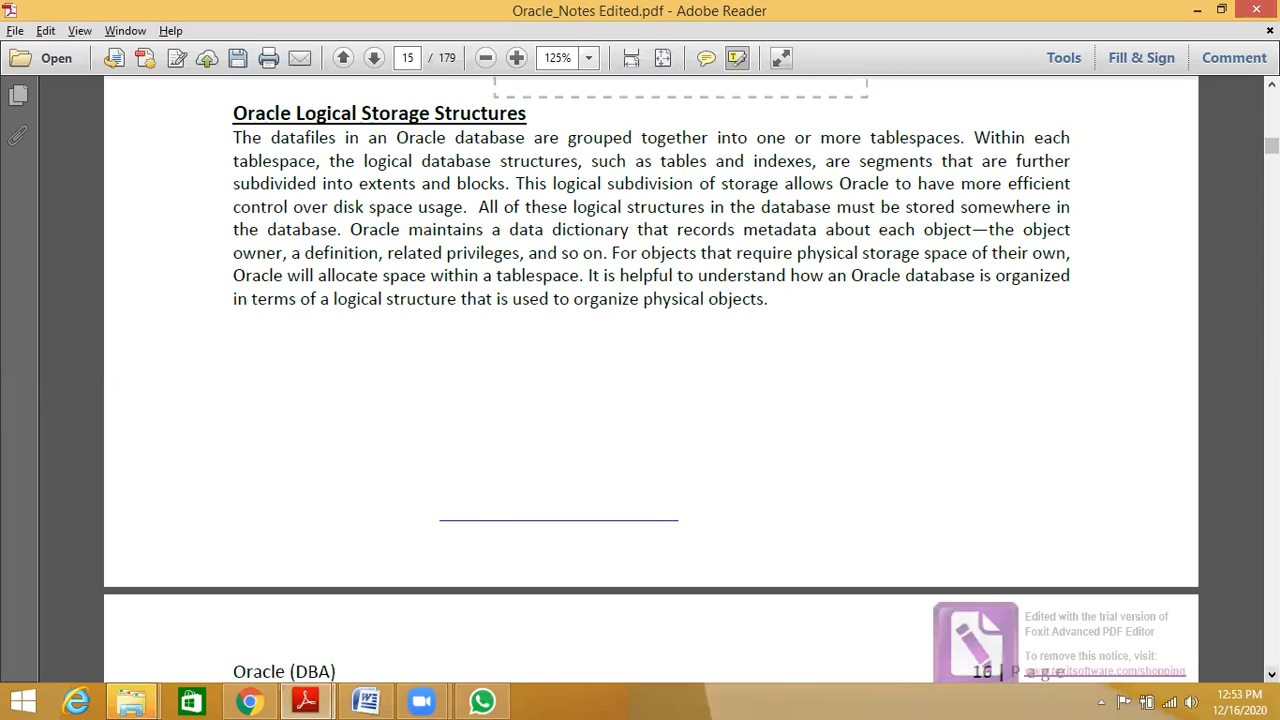 Oracle_Notes Edited.pdf - Adobe Reader
File Edit View Window Help
Open 15 / 179 125% Tools Fill & Sign Comment
Oracle Logical Storage Structures
The datafiles in an Oracle database are grouped together into one or more tablespaces. Within each
tablespace, the logical database structures, such as tables and indexes, are segments that are further
subdivided into extents and blocks. This logical subdivision of storage allows Oracle to have more efficient
control over disk space usage.  All of these logical structures in the database must be stored somewhere in
the database. Oracle maintains a data dictionary that records metadata about each object—the object
owner, a definition, related privileges, and so on. For objects that require physical storage space of their own,
Oracle will allocate space within a tablespace. It is helpful to understand how an Oracle database is organized
in terms of a logical structure that is used to organize physical objects.
Edited with the trial version of
Foxit Advanced PDF Editor
To remove this notice, visit:
www.foxitsoftware.com/shopping
Oracle (DBA) 16 | P a g e
12:53 PM
12/16/2020